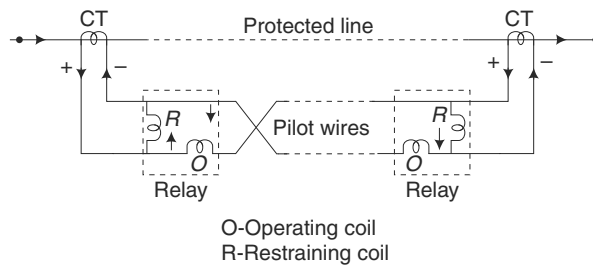 CT
Protected line
CT
+
–
+
–
R
R
Pilot wires
O
O
Relay
Relay
O-Operating coil
R-Restraining coil